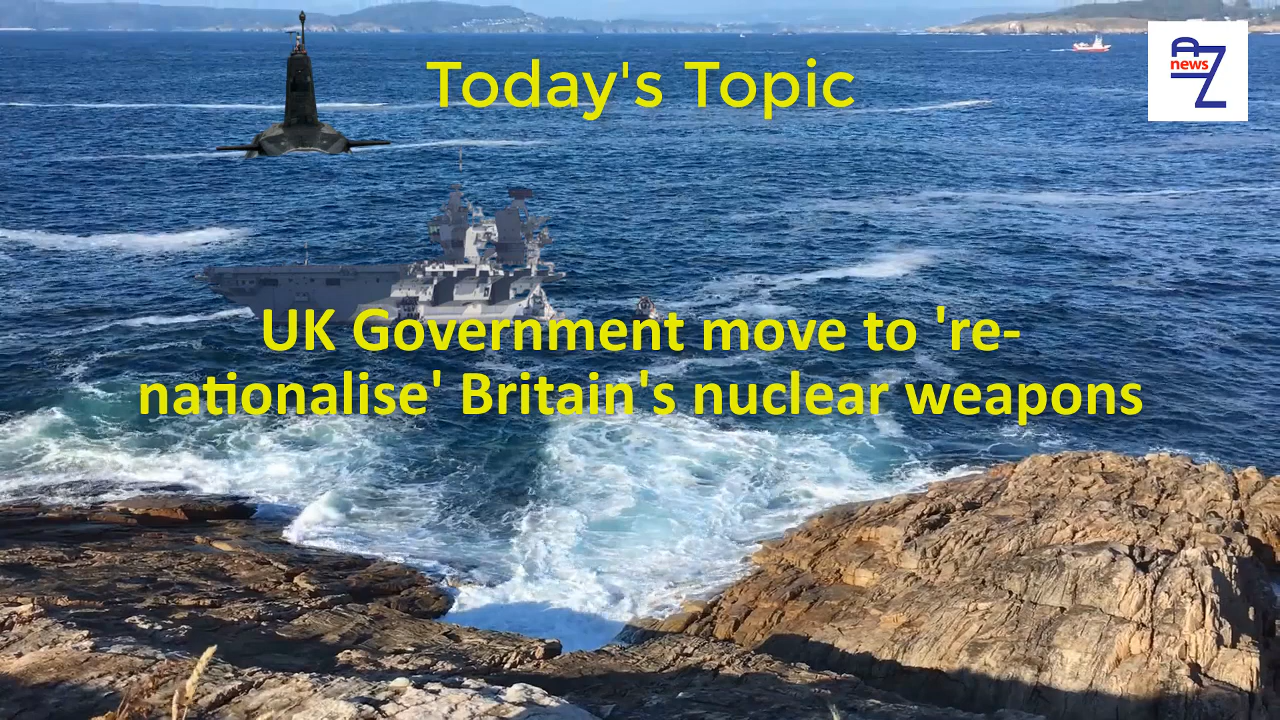 Today's Topic
A
news
Z
UK Government move to 're-
nationalise' Britain's nuclear weapons